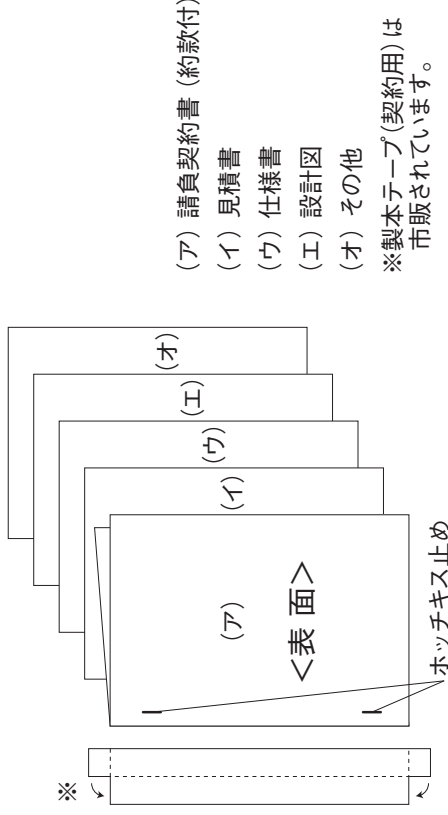 (ア)請負契約書(約款付)
(イ)見積書
(ウ)仕様書
(エ)設計図
(オ)その他
※製本テープ(契約用)は
市販されています。
(オ)
(エ)
(ウ)
(イ)
(ア)
<表 面>
ホッチキス止め
※